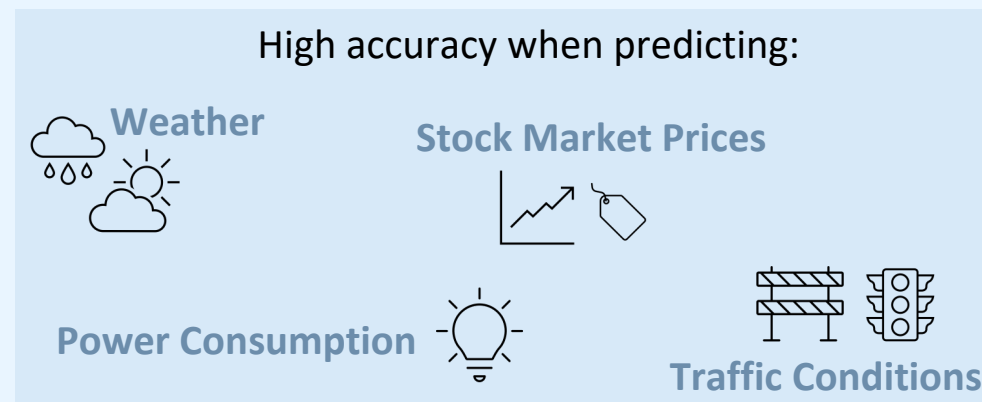 High accuracy when predicting:
Weather
Stock Market Prices
Power Consumption
Traffic Conditions